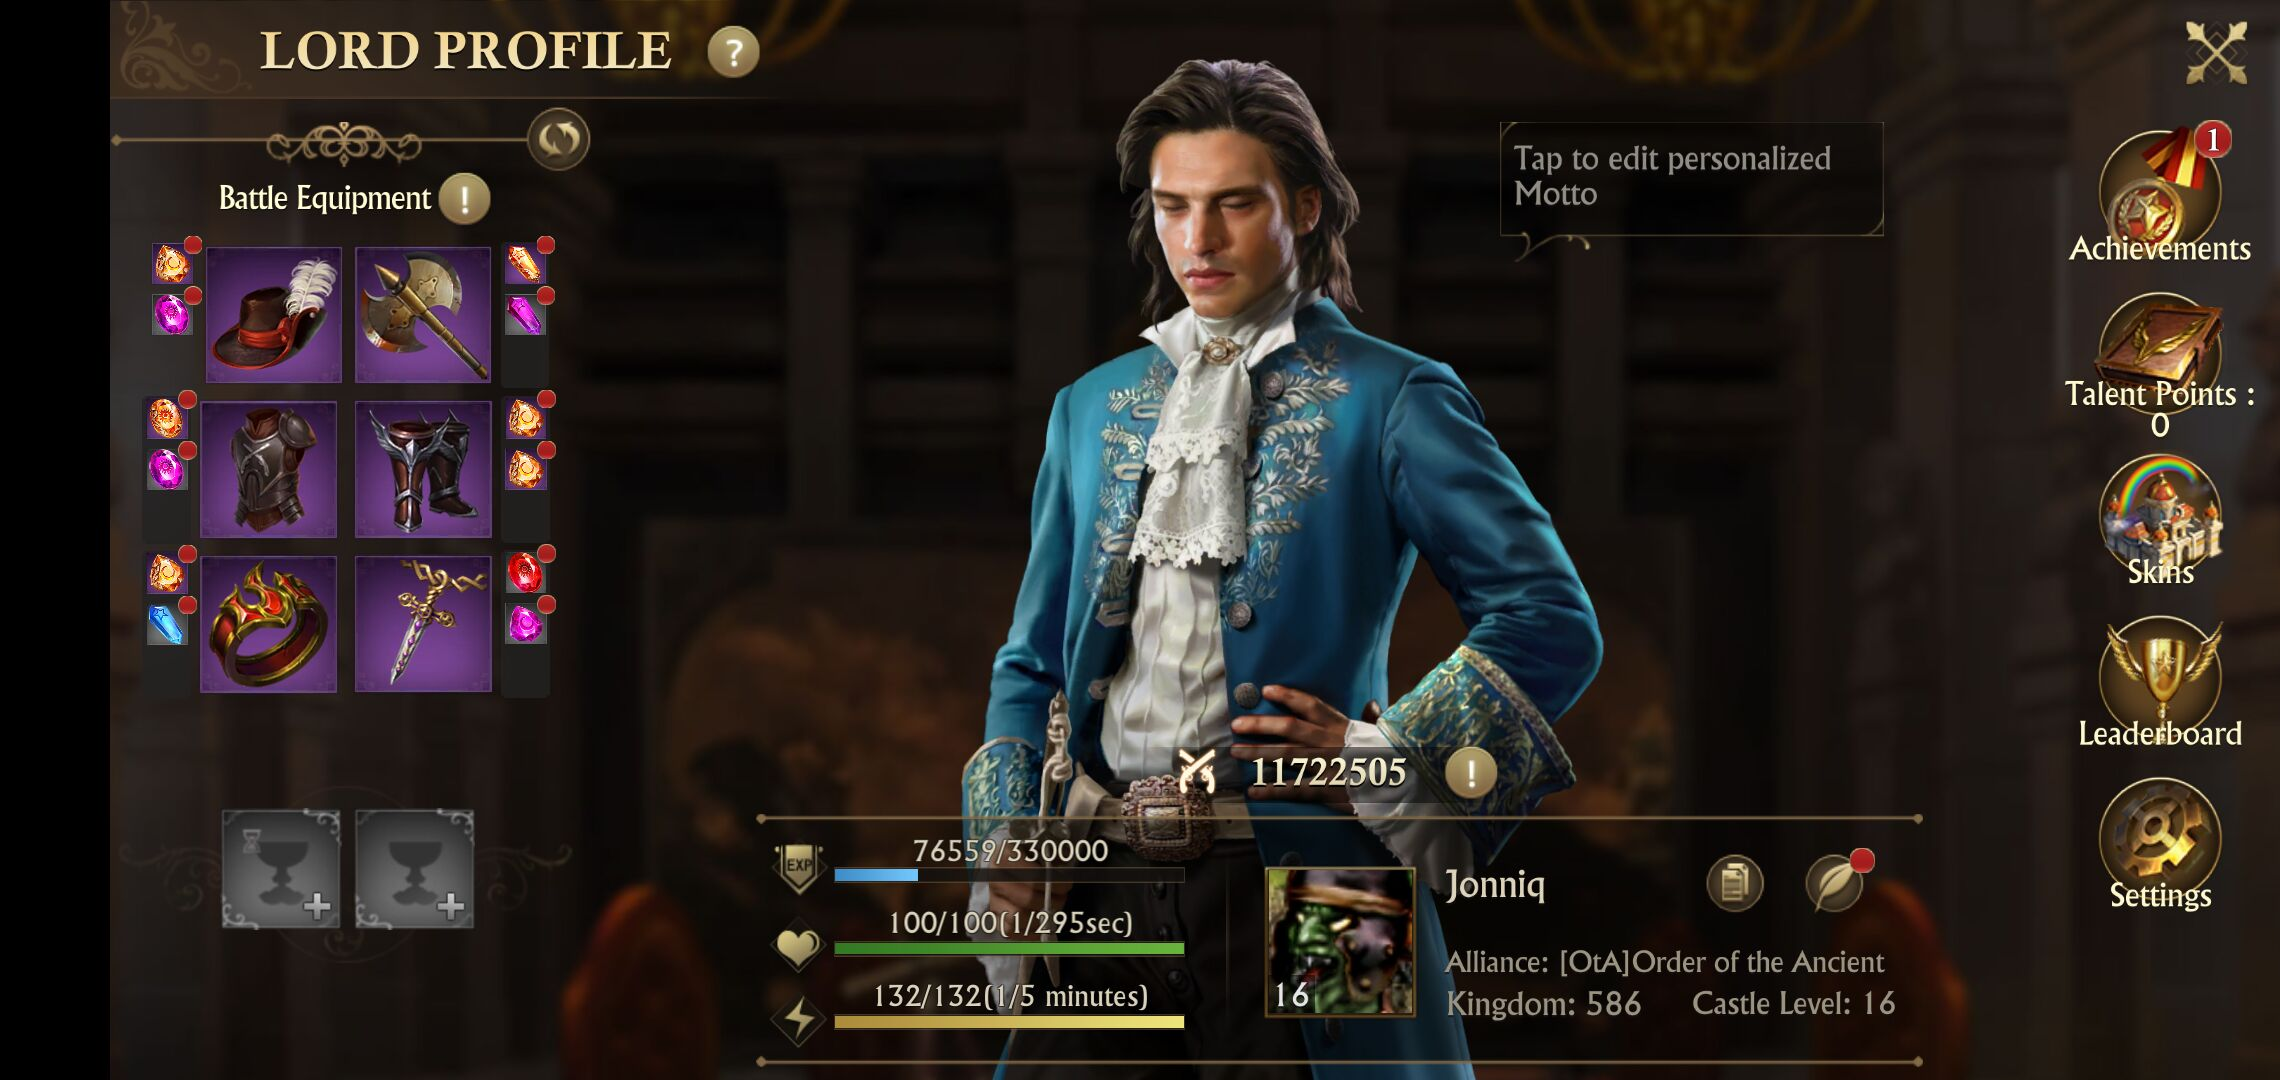 LORD PROFILE
?
Battle Equipment
!
Tap to edit personalized
Motto
1
Achievements
Talent Points :
0
Skins
Leaderboard
Settings
11722505
!
EXP
76559/330000
100/100(1/295sec)
132/132(1/5 minutes)
16
Jonniq
Alliance: [OtA]Order of the Ancient
Kingdom: 586 Castle Level: 16